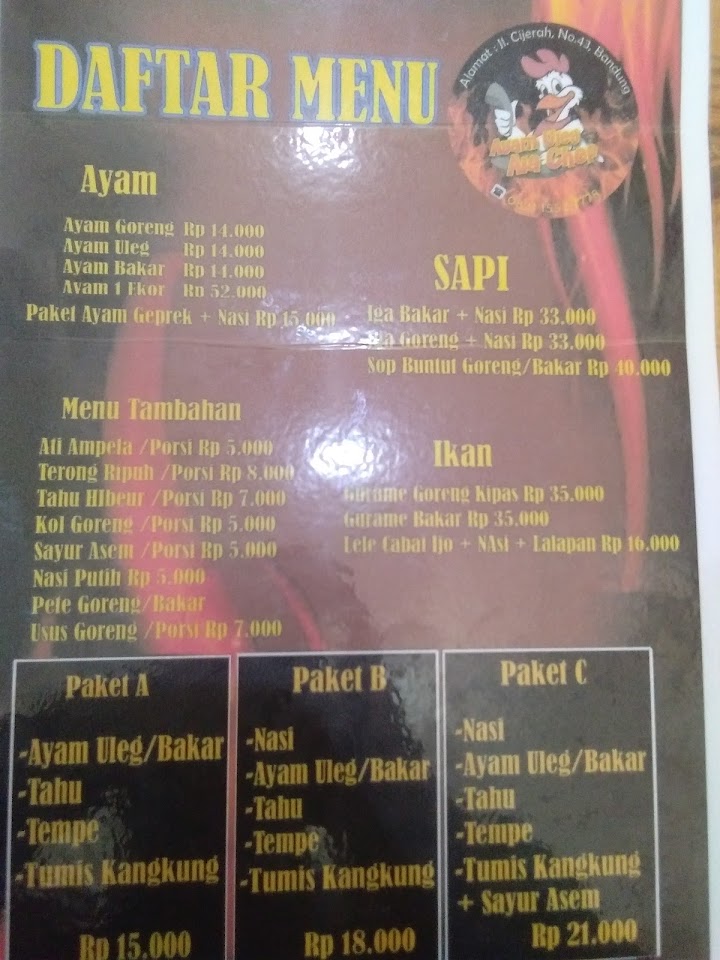 DAFTAR MENU
Alamat : Jl. Cijerah, No.43, Bandung
Ala Chef
Ayam
Ayam Goreng Rp 14.000
Ayam Uleg Rp 14.000
Ayam Bakar Rp 14.000
Ayam 1 Ekor Rp 52.000
Paket Ayam Geprek + Nasi Rp 15.000
SAPI
Iga Bakar + Nasi Rp 33.000
Iga Goreng + Nasi Rp 33.000
Sop Buntut Goreng/Bakar Rp 40.000
Menu Tambahan
Ati Ampela /Porsi Rp 5.000
Terong Ripuh /Porsi Rp 8.000
Tahu HIbeur /Porsi Rp 7.000
Kol Goreng /Porsi Rp 5.000
Sayur Asem /Porsi Rp 5.000
Nasi Putih Rp 5.000
Pete Goreng/Bakar
Usus Goreng /Porsi Rp 7.000
Ikan
Gurame Goreng Kipas Rp 35.000
Gurame Bakar Rp 35.000
Lele Cabai Ijo + NAsi + Lalapan Rp 16.000
Paket A
-Ayam Uleg/Bakar
-Tahu
-Tempe
-Tumis Kangkung
Rp 15.000
Paket B
-Nasi
-Ayam Uleg/Bakar
-Tahu
-Tempe
-Tumis Kangkung
Rp 18.000
Paket C
-Nasi
-Ayam Uleg/Bakar
-Tahu
-Tempe
-Tumis Kangkung
+ Sayur Asem
Rp 21.000